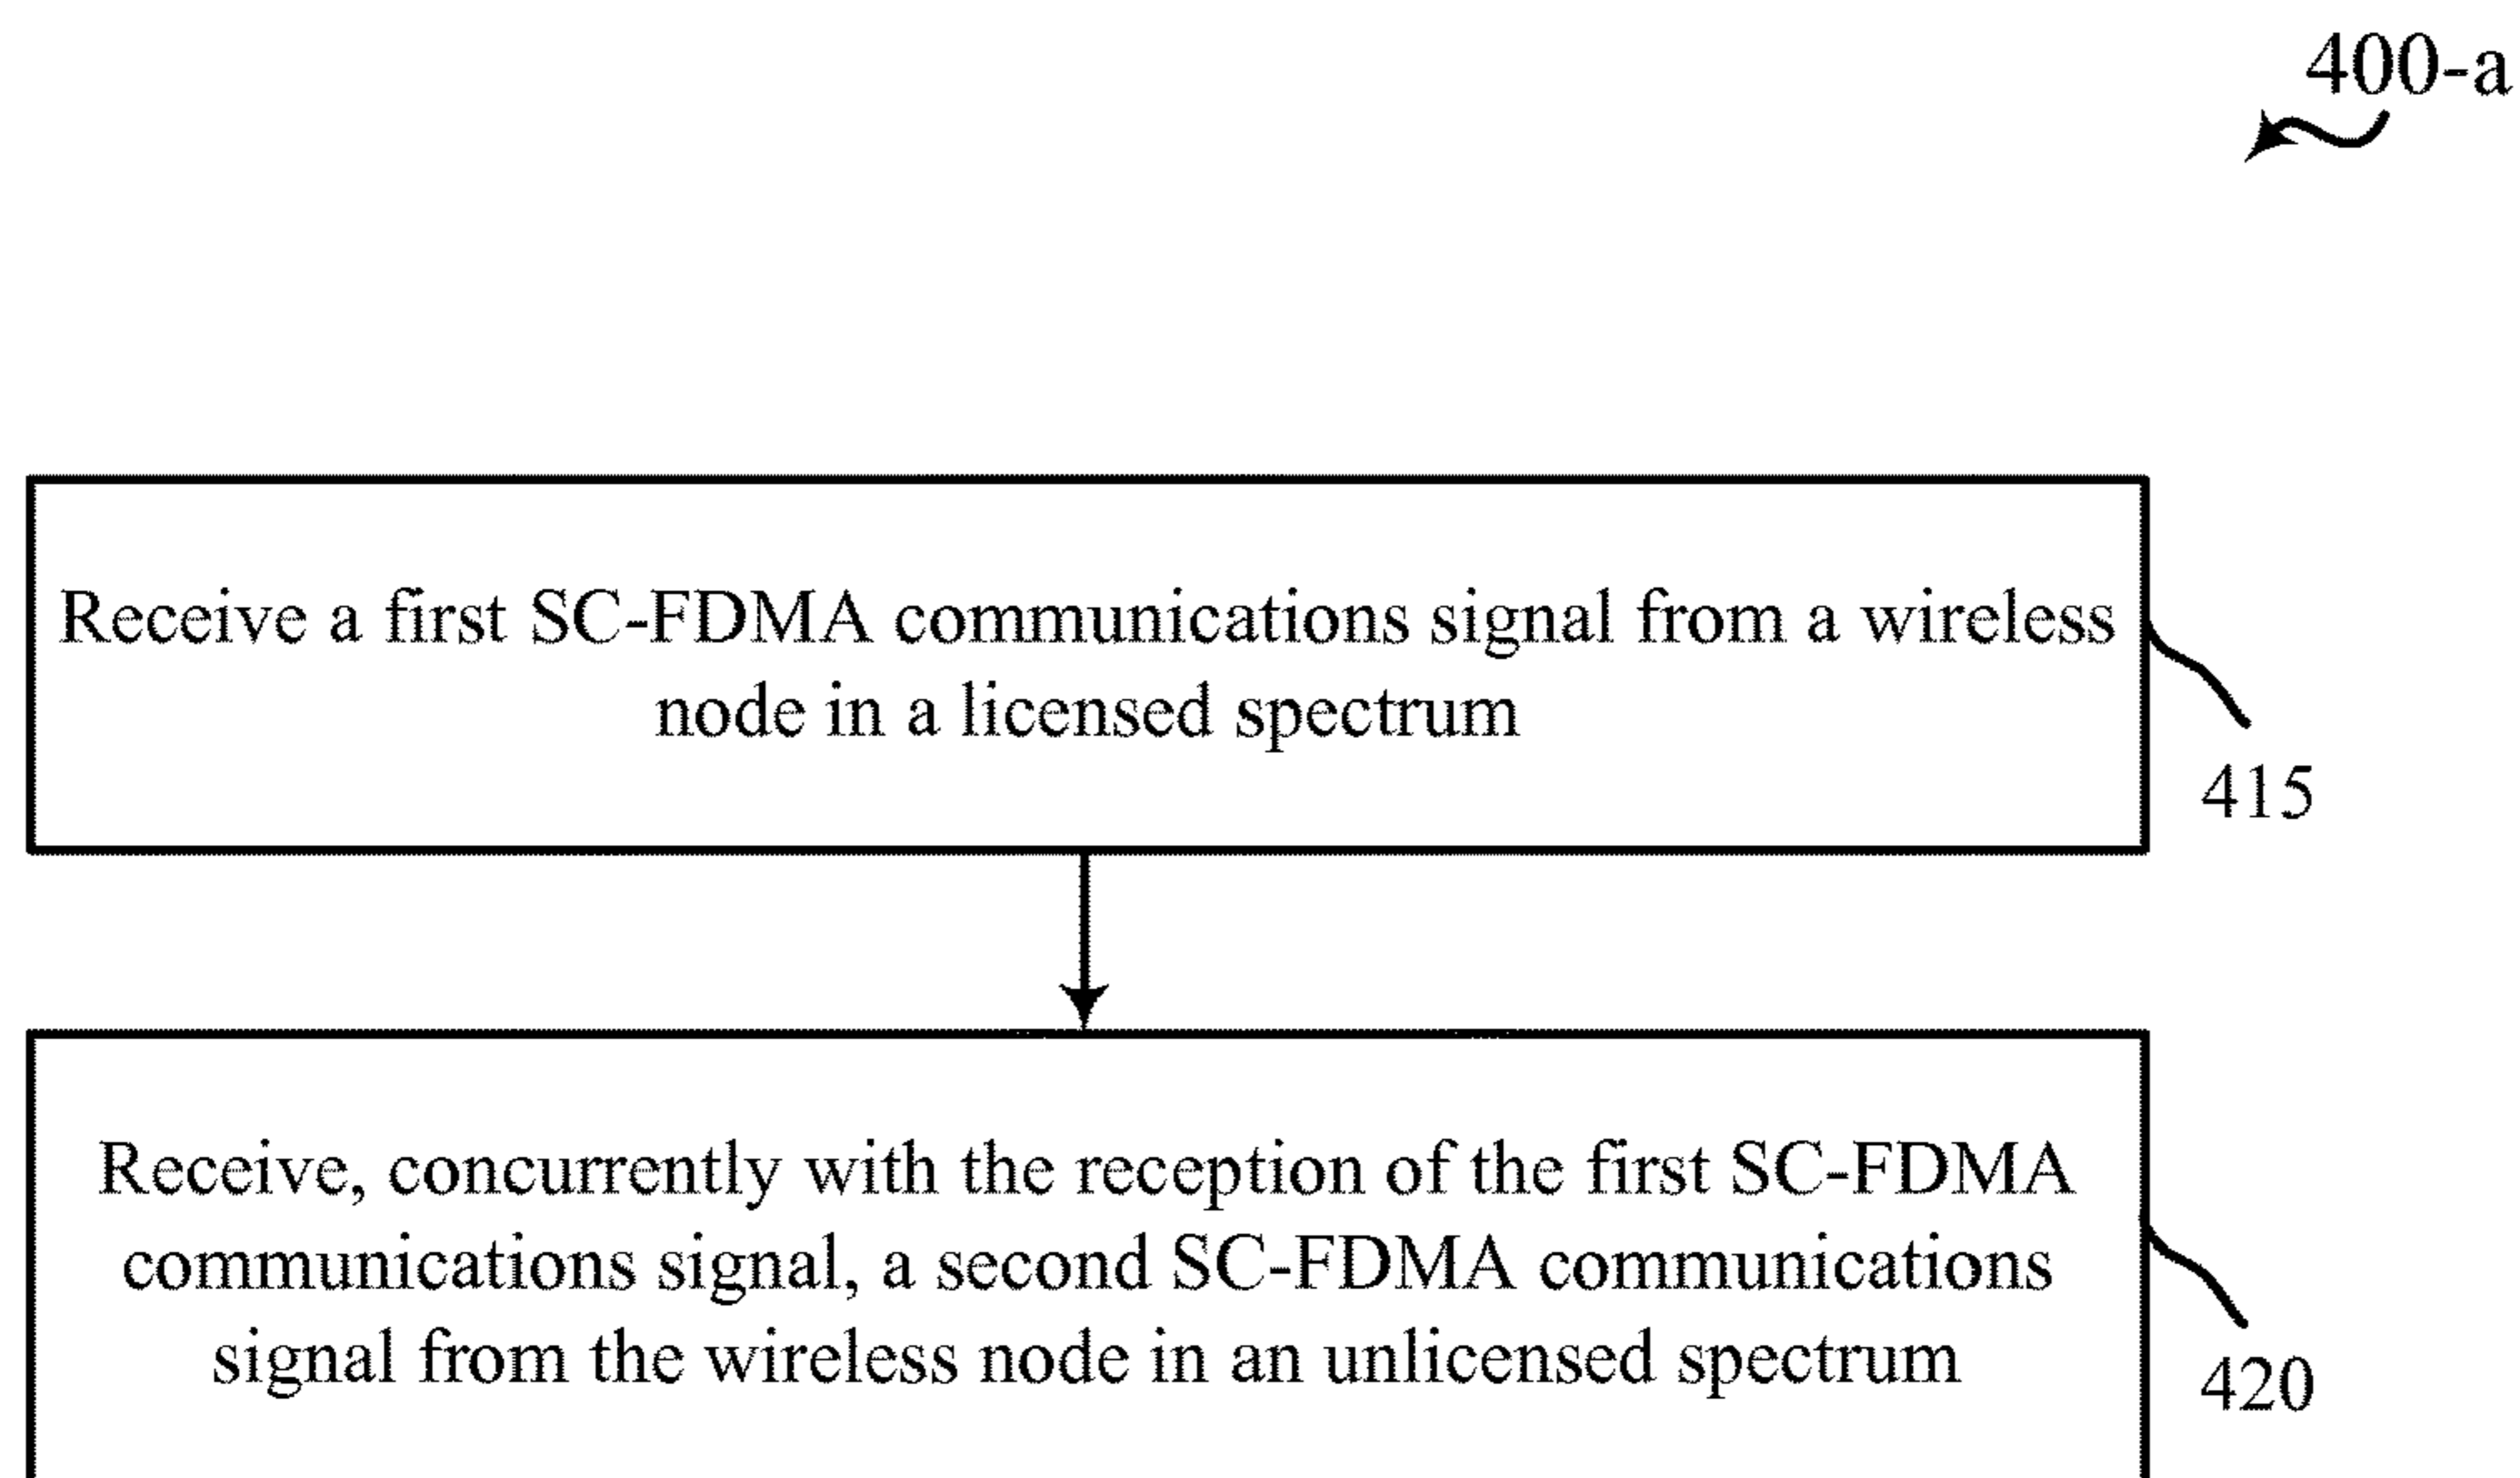 400-a
Receive a first SC-FDMA communications signal from a wireless
node in a licensed spectrum
415
Receive, concurrently with the reception of the first SC-FDMA
communications signal, a second SC-FDMA communications
signal from the wireless node in an unlicensed spectrum
420